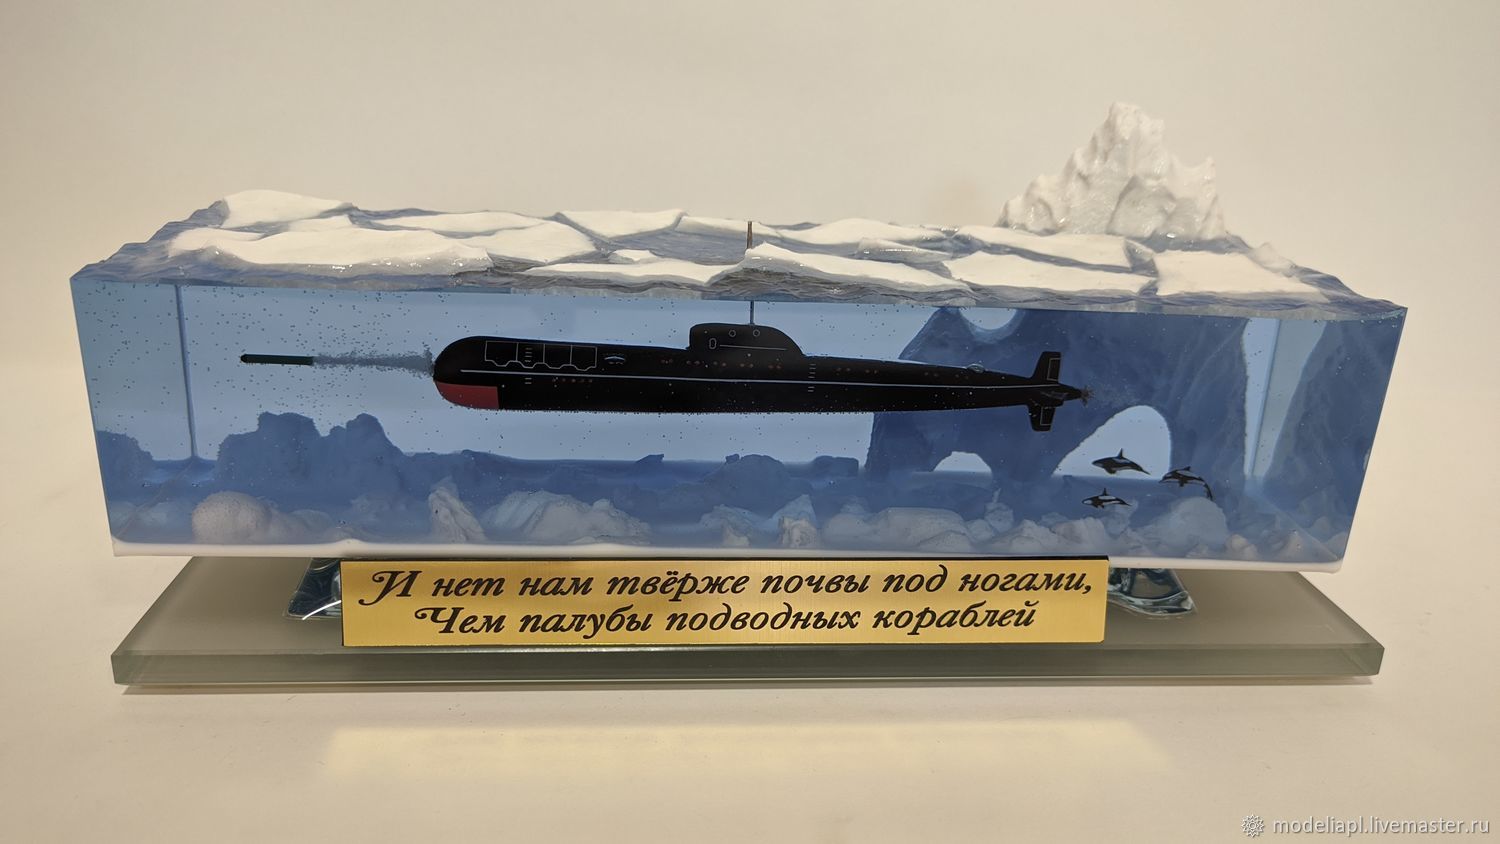 И нет нам твёрже почвы под ногами,
Чем палубы подводных кораблей
modeliapl.livemaster.ru